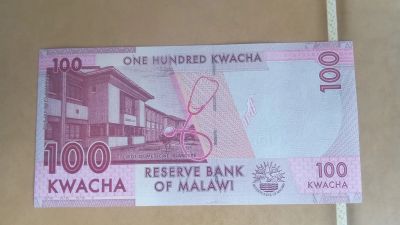 100
ONE HUNDRED KWACHA
100
100
KWACHA
RESERVE BANK
OF MALAWI
100
KWACHA